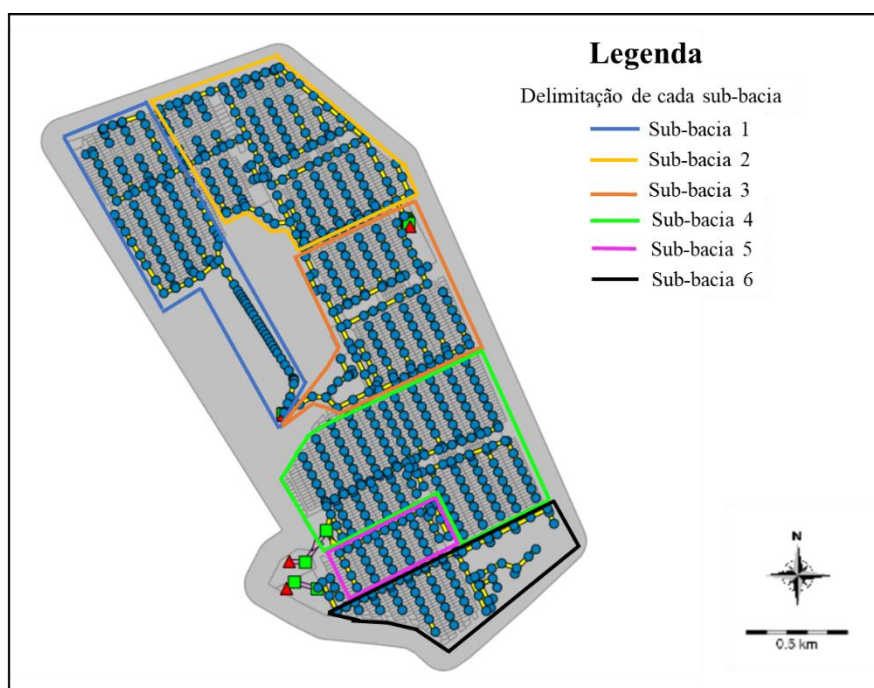 Legenda
Delimitação de cada sub-bacia
Sub-bacia 1
Sub-bacia 2
Sub-bacia 3
Sub-bacia 4
Sub-bacia 5
Sub-bacia 6
N
0.5 km